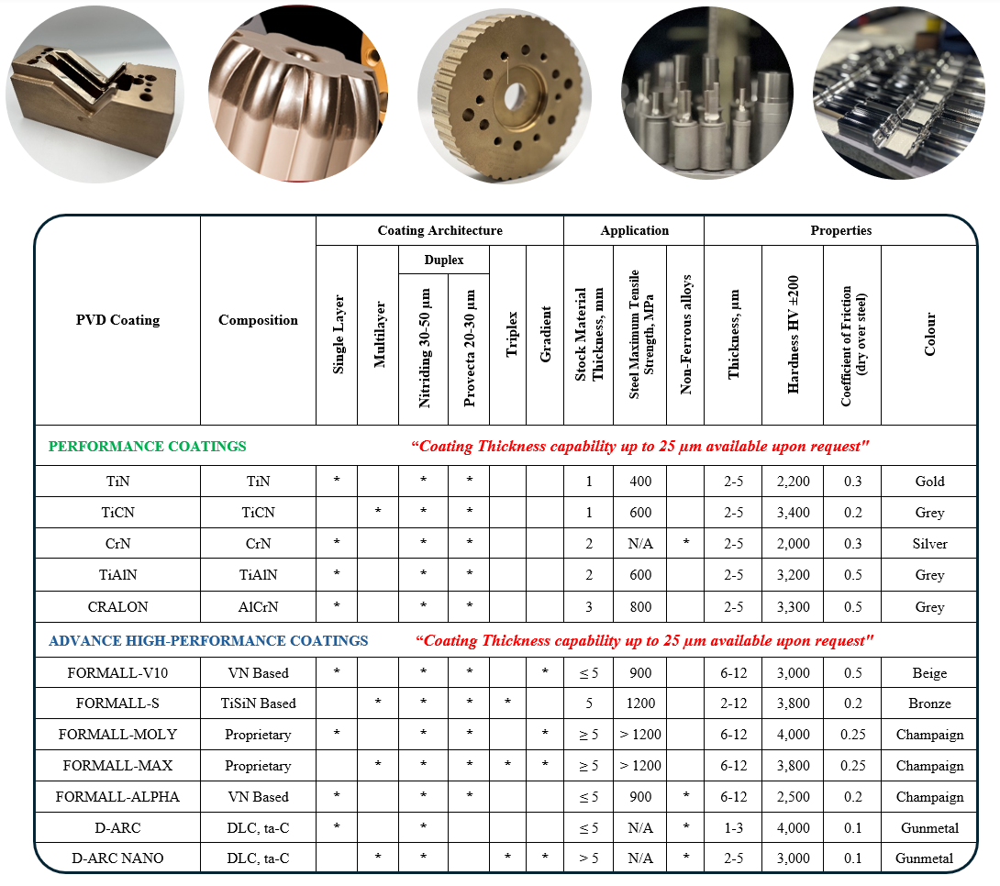 PVD Coating
Composition
Coating Architecture
Application
Properties
Duplex
Single Layer
Multilayer
Nitriding 30-50 µm
Provecta 20-30 µm
Triplex
Gradient
Stock Material
Thickness, mm
Steel Maximum Tensile
Strength, MPa
Non-Ferrous alloys
Thickness, µm
Hardness HV ±200
Coefficient of Friction
(dry over steel)
Colour
PERFORMANCE COATINGS “Coating Thickness capability up to 25 µm available upon request"
TiN TiN * * * 1 400 2-5 2,200 0.3 Gold
TiCN TiCN * * * 1 600 2-5 3,400 0.2 Grey
CrN CrN * * * 2 N/A * 2-5 2,000 0.3 Silver
TiAlN TiAlN * * * 2 600 2-5 3,200 0.5 Grey
CRALON AlCrN * * * 3 800 2-5 3,300 0.5 Grey
ADVANCE HIGH-PERFORMANCE COATINGS “Coating Thickness capability up to 25 µm available upon request"
FORMALL-V10 VN Based * * * * ≤ 5 900 6-12 3,000 0.5 Beige
FORMALL-S TiSiN Based * * * * 5 1200 2-12 3,800 0.2 Bronze
FORMALL-MOLY Proprietary * * * * ≥ 5 > 1200 6-12 4,000 0.25 Champaign
FORMALL-MAX Proprietary * * * * * ≥ 5 > 1200 6-12 3,800 0.25 Champaign
FORMALL-ALPHA VN Based * * * ≤ 5 900 * 6-12 2,500 0.2 Champaign
D-ARC DLC, ta-C * * ≤ 5 N/A * 1-3 4,000 0.1 Gunmetal
D-ARC NANO DLC, ta-C * * * * > 5 N/A * 2-5 3,000 0.1 Gunmetal